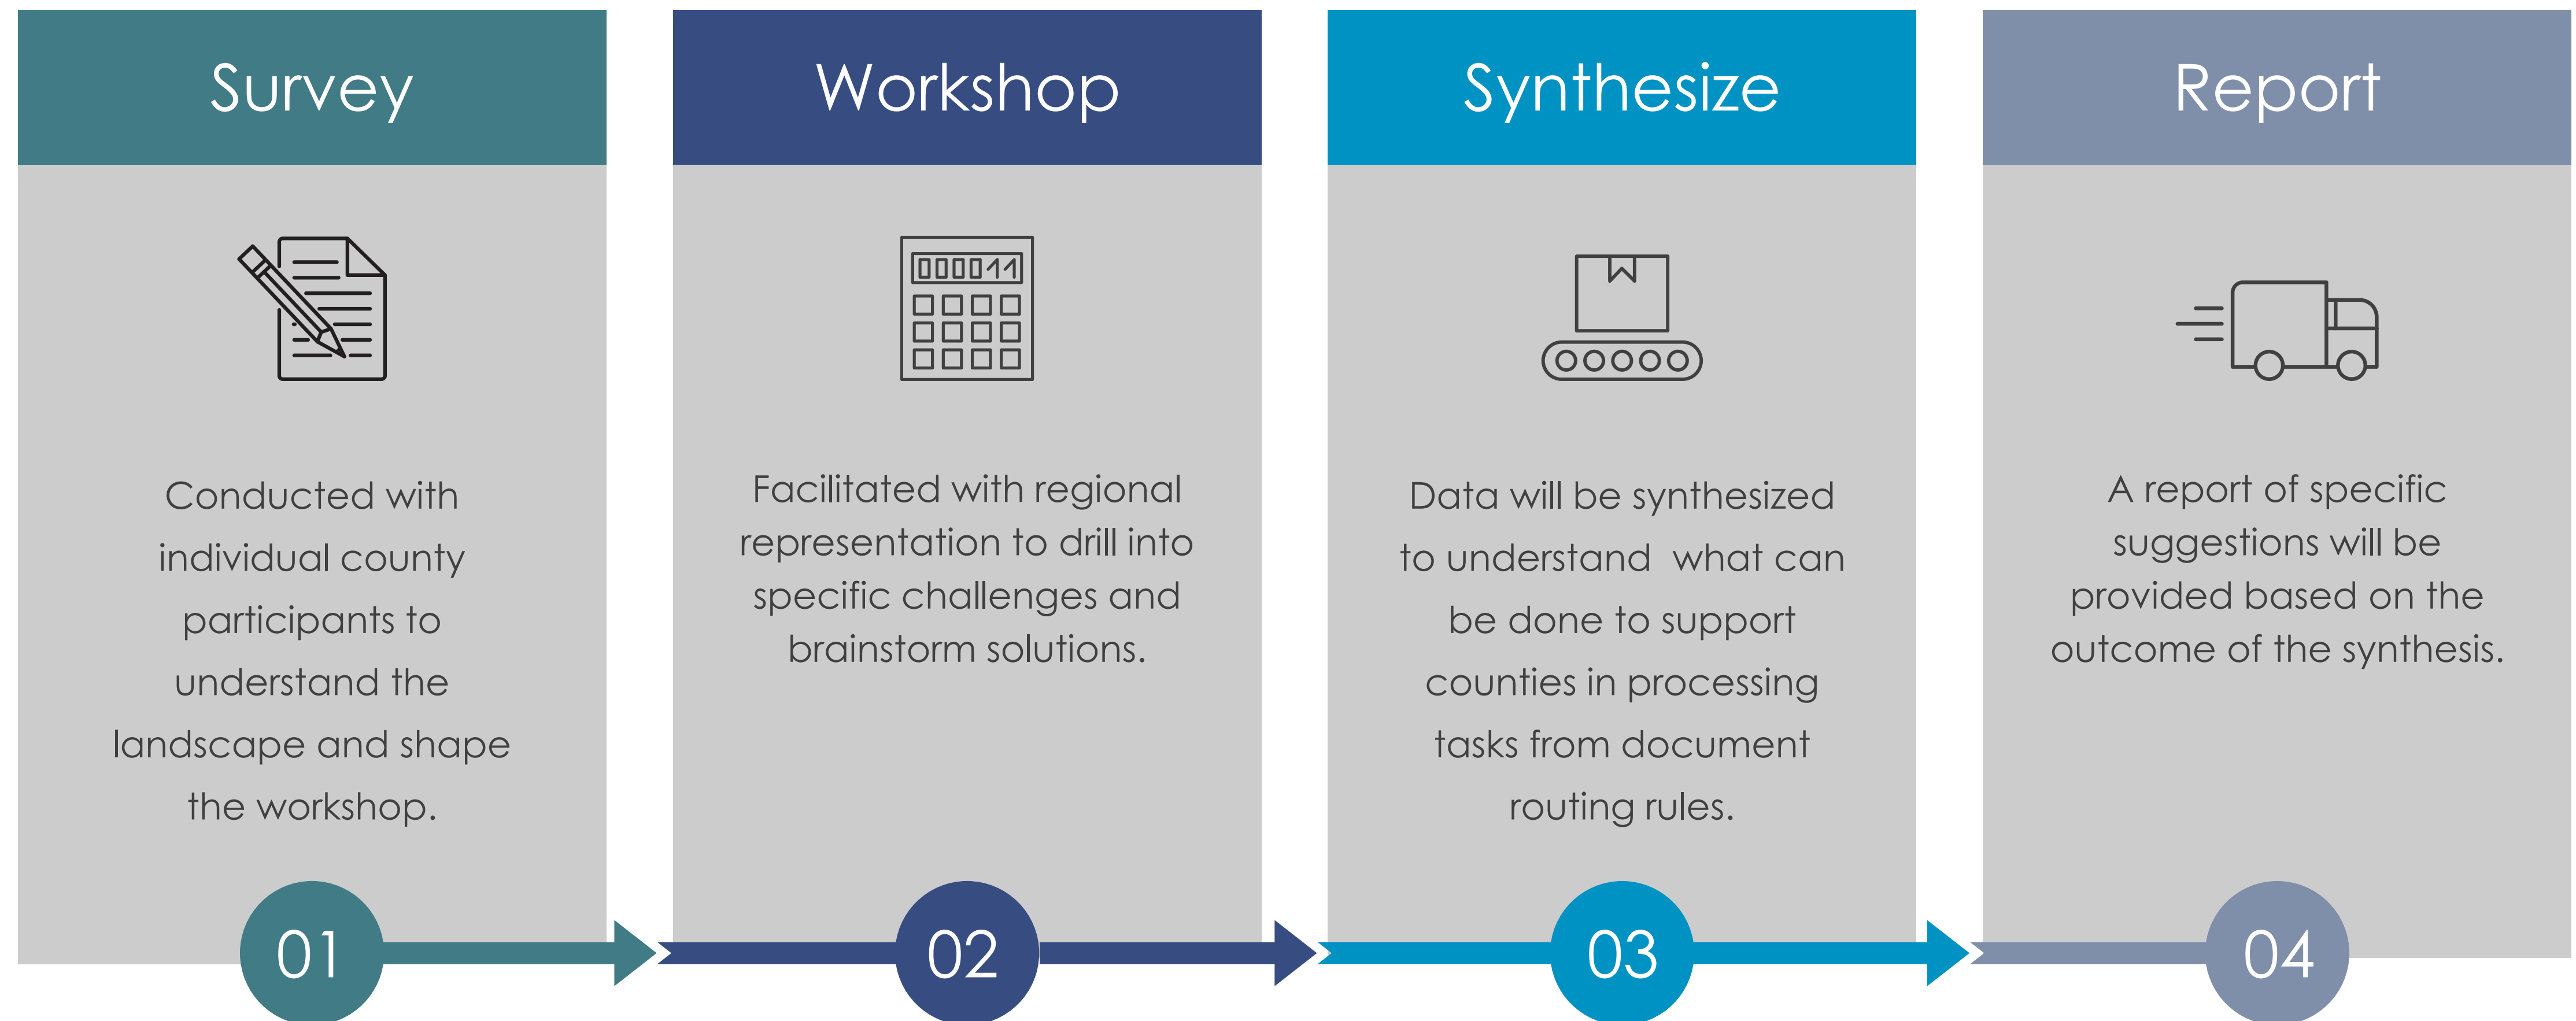 Survey
Conducted with
individual county
participants to
understand the
landscape and shape
the workshop.
01
Workshop
000011
Facilitated with regional
representation to drill into
specific challenges and
brainstorm solutions.
02
Synthesize
Data will be synthesized
to understand  what can
be done to support
counties in processing
tasks from document
routing rules.
03
Report
A report of specific
suggestions will be
provided based on the
outcome of the synthesis.
04